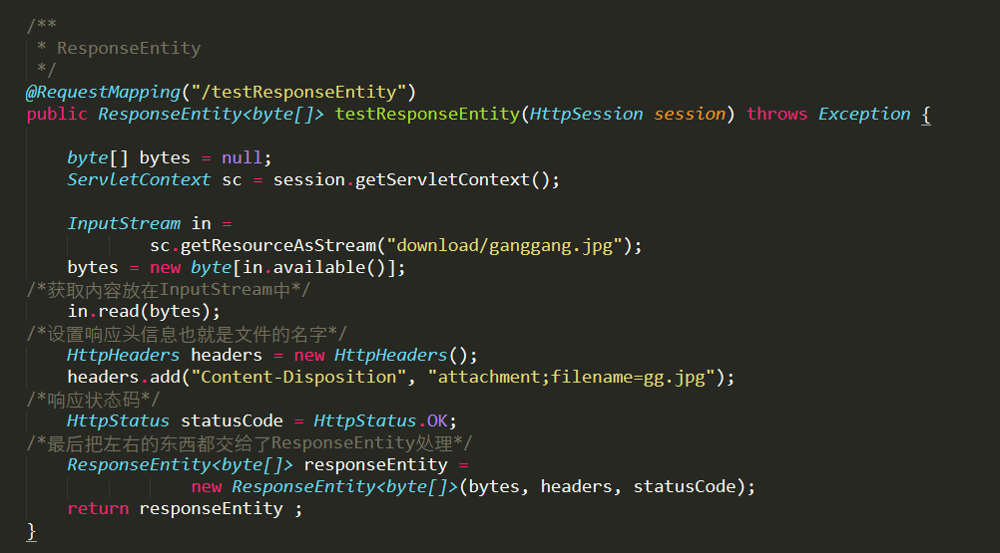 /**
 * ResponseEntity
 */
@RequestMapping("/testResponseEntity")
public ResponseEntity<byte[]> testResponseEntity(HttpSession session) throws Exception {
byte[] bytes = null;
ServletContext sc = session.getServletContext();
InputStream in =
sc.getResourceAsStream("download/ganggang.jpg");
bytes = new byte[in.available()];
/*获取内容放在InputStream中*/
in.read(bytes);
/*设置响应头信息也就是文件的名字*/
HttpHeaders headers = new HttpHeaders();
headers.add("Content-Disposition", "attachment;filename=gg.jpg");
/*响应状态码*/
HttpStatus statusCode = HttpStatus.OK;
/*最后把左右的东西都交给了ResponseEntity处理*/
ResponseEntity<byte[]> responseEntity =
new ResponseEntity<byte[]>(bytes, headers, statusCode);
return responseEntity ;
}